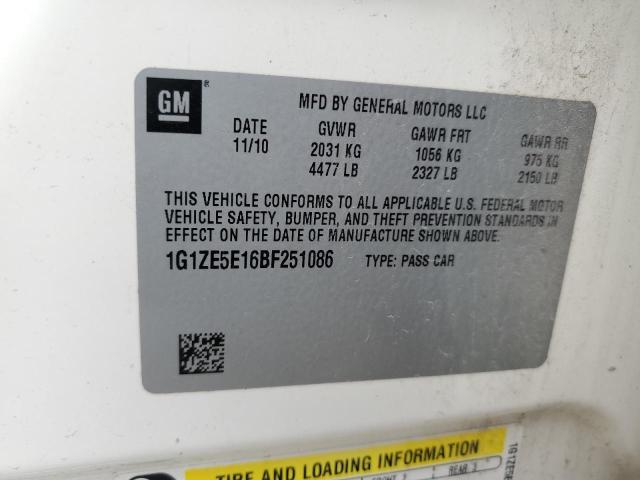 GM ®
MFD BY GENERAL MOTORS LLC
DATE GVWR GAWR FRT GAWR RR
11/10 2031 KG 1056 KG 975 KG
4477 LB 2327 LB 2150 LB
THIS VEHICLE CONFORMS TO ALL APPLICABLE U.S. FEDERAL MOTOR
VEHICLE SAFETY, BUMPER, AND THEFT PREVENTION STANDARDS IN
EFFECT ON THE DATE OF MANUFACTURE SHOWN ABOVE.
1G1ZE5E16BF251086 TYPE: PASS CAR
TIRE AND LOADING INFORMATION
REAR 3
1G1ZE5E